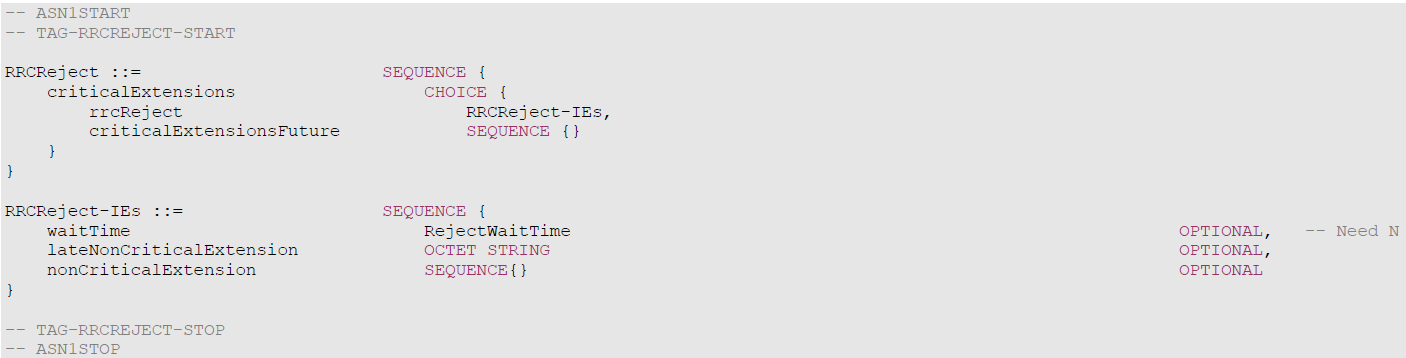 -- ASN1START
-- TAG-RRCREJECT-START

RRCReject ::=                       SEQUENCE {
    criticalExtensions                  CHOICE {
        rrcReject                           RRCReject-IEs,
        criticalExtensionsFuture            SEQUENCE {}
    }
}

RRCReject-IEs ::=                   SEQUENCE {
    waitTime                            RejectWaitTime                                                          OPTIONAL,   -- Need N
    lateNonCriticalExtension            OCTET STRING                                                            OPTIONAL,
    nonCriticalExtension                SEQUENCE{}                                                              OPTIONAL
}

-- TAG-RRCREJECT-STOP
-- ASN1STOP